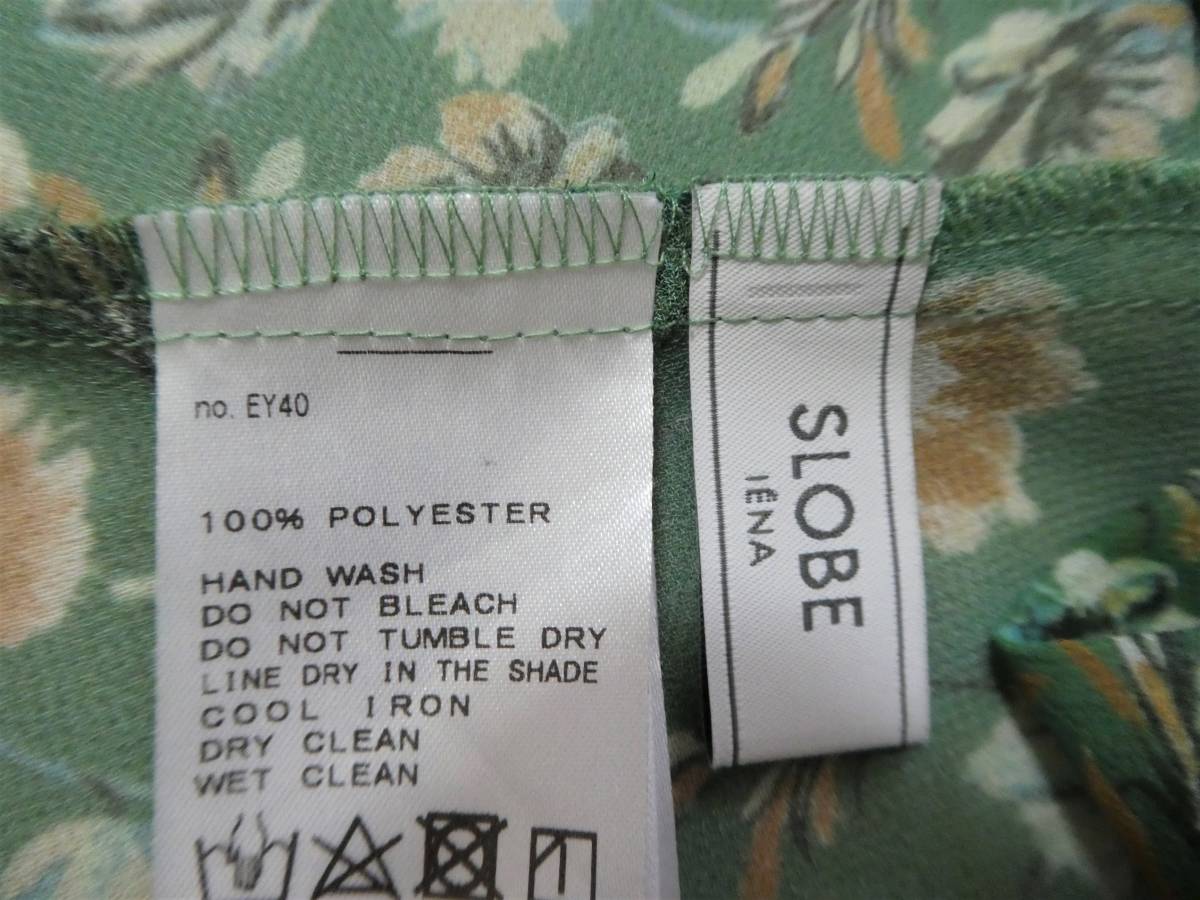 no. EY40
100% POLYESTER
HAND WASH
DO NOT BLEACH
DO NOT TUMBLE DRY
LINE DRY IN THE SHADE
COOL IRON
DRY CLEAN
WET CLEAN
SLOBE
IÉNA